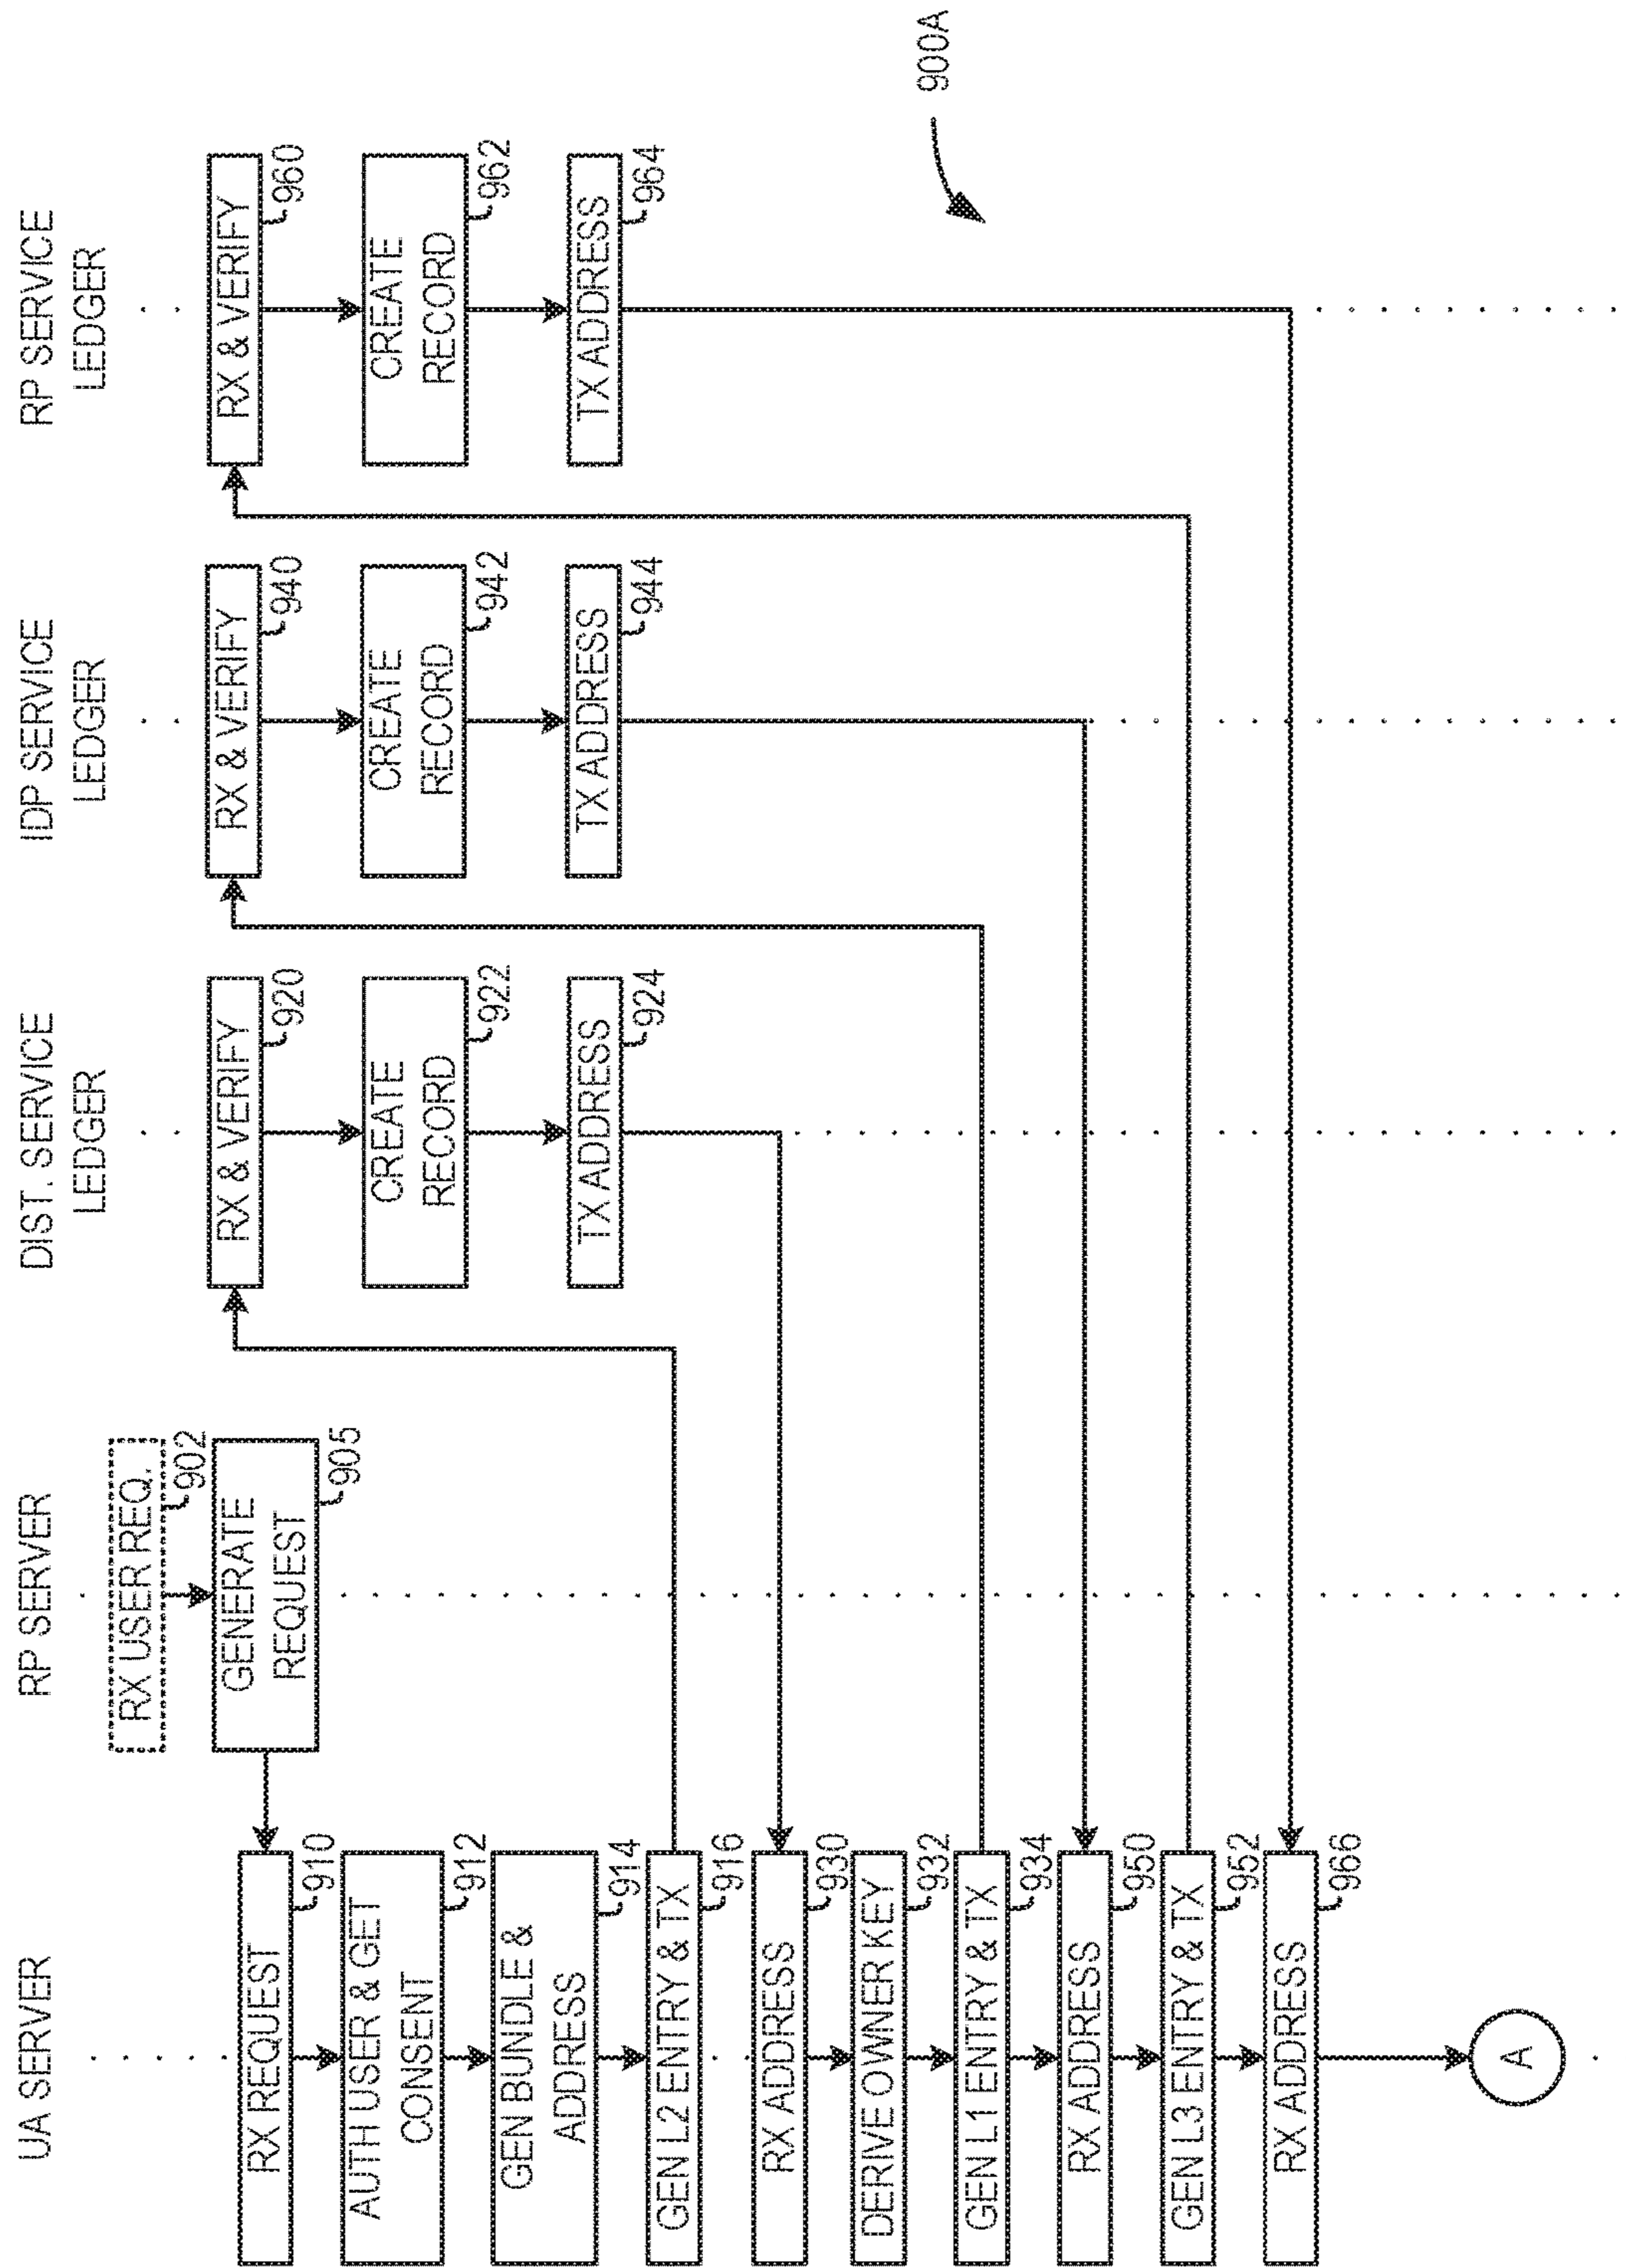 UA SERVER
RP SERVER
DIST. SERVICE
LEDGER
IDP SERVICE
LEDGER
RP SERVICE
LEDGER
RX USER REQ.
902
GENERATE
REQUEST
905
RX REQUEST
910
AUTH USER & GET
CONSENT
912
GEN BUNDLE &
ADDRESS
914
GEN L2 ENTRY & TX
916
RX & VERIFY
920
CREATE
RECORD
922
TX ADDRESS
924
RX ADDRESS
930
DERIVE OWNER KEY
932
GEN L1 ENTRY & TX
934
RX & VERIFY
940
CREATE
RECORD
942
TX ADDRESS
944
RX ADDRESS
950
GEN L3 ENTRY & TX
952
RX & VERIFY
960
CREATE
RECORD
962
TX ADDRESS
964
RX ADDRESS
966
A
900A